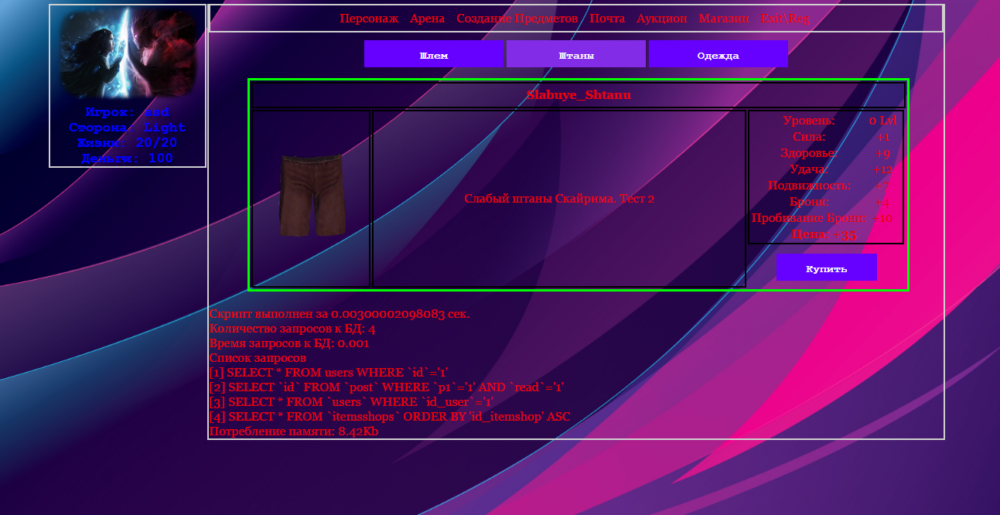 Персонаж Арена Создание Предметов Почта Аукцион Магазин Exit\Reg
Игрок: asd
Сторона: Light
Жизни: 20/20
Деньги: 100
Шлем Штаны Одежда
Slabuye_Shtanu
Слабый штаны Скайрима. Тест 2
Уровень: 0 Lvl
Сила: +1
Здоровье: +9
Удача: +12
Подвижность: +7
Броня: +4
Пробивание Брони: +10
Цена: +35
Купить
Скрипт выполнен за 0.00300002098083 сек.
Количество запросов к БД: 4
Время запросов к БД: 0.001
Список запросов
[1] SELECT * FROM users WHERE `id`='1'
[2] SELECT `id` FROM `post` WHERE `p1`='1' AND `read`='1'
[3] SELECT * FROM `users` WHERE `id_user`='1'
[4] SELECT * FROM `itemsshops` ORDER BY 'id_itemshop' ASC
Потребление памяти: 8.42Kb